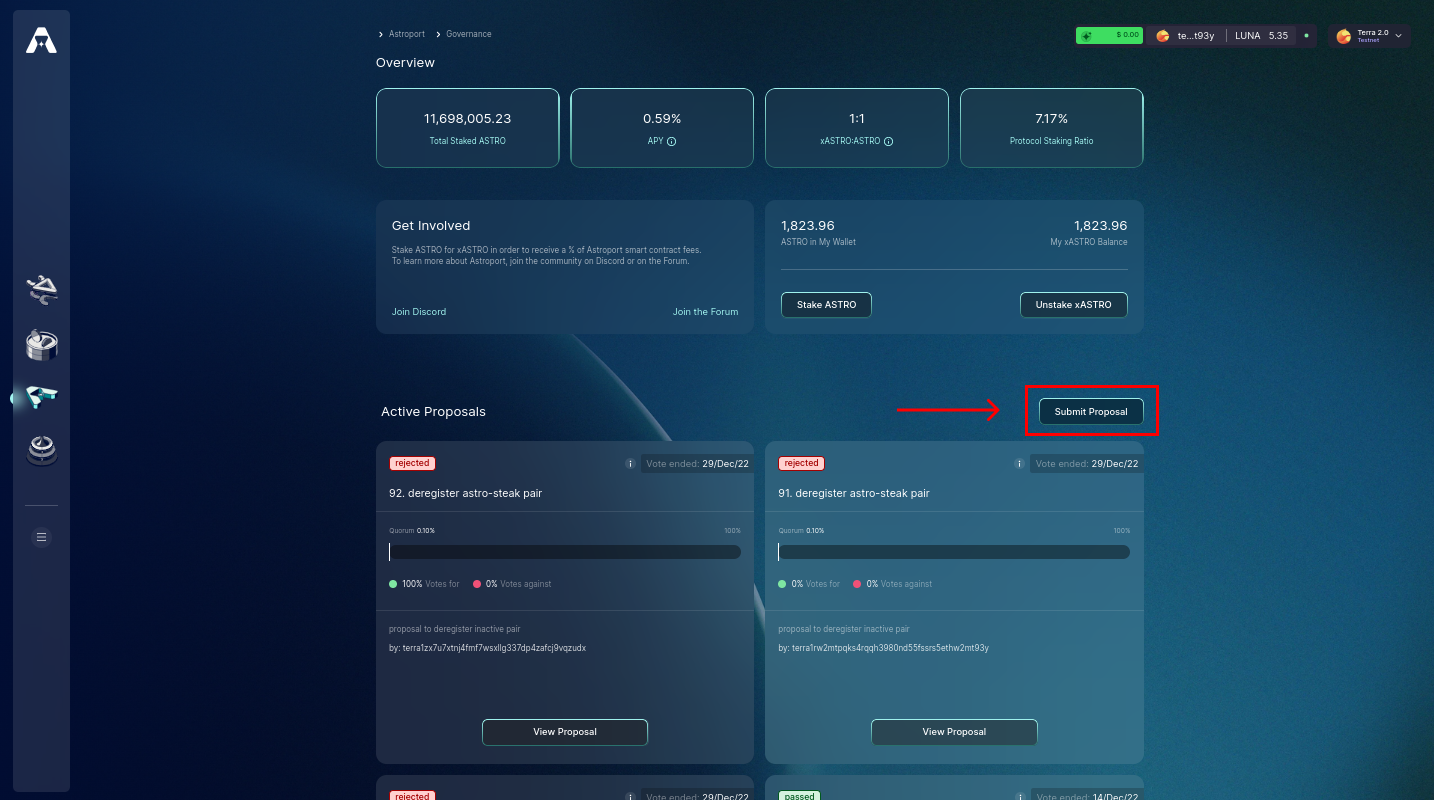 Astroport
Governance
$ 0.00
te...t93y
LUNA 5.35
Terra 2.0
Testnet
Overview
11,698,005.23
Total Staked ASTRO
0.59%
APY
1:1
xASTRO:ASTRO
7.17%
Protocol Staking Ratio
Get Involved
Stake ASTRO for xASTRO in order to receive a % of Astroport smart contract fees.
To learn more about Astroport, join the community on Discord or on the Forum.
Join Discord
Join the Forum
1,823.96
ASTRO in My Wallet
1,823.96
My xASTRO Balance
Stake ASTRO
Unstake xASTRO
Active Proposals
Submit Proposal
rejected
Vote ended: 29/Dec/22
92. deregister astro-steak pair
Quorum 0.10%
100%
100% Votes for
0% Votes against
proposal to deregister inactive pair
by: terra1zx7u7xtnj4fmf7wsxllg337dp4zafcj9vqzudx
View Proposal
rejected
Vote ended: 29/Dec/22
91. deregister astro-steak pair
Quorum 0.10%
100%
0% Votes for
0% Votes against
proposal to deregister inactive pair
by: terra1rw2mtpqks4rqqh3980nd55fssrs5ethw2mt93y
View Proposal
rejected
Vote ended: 29/Dec/22
passed
Vote ended: 14/Dec/22